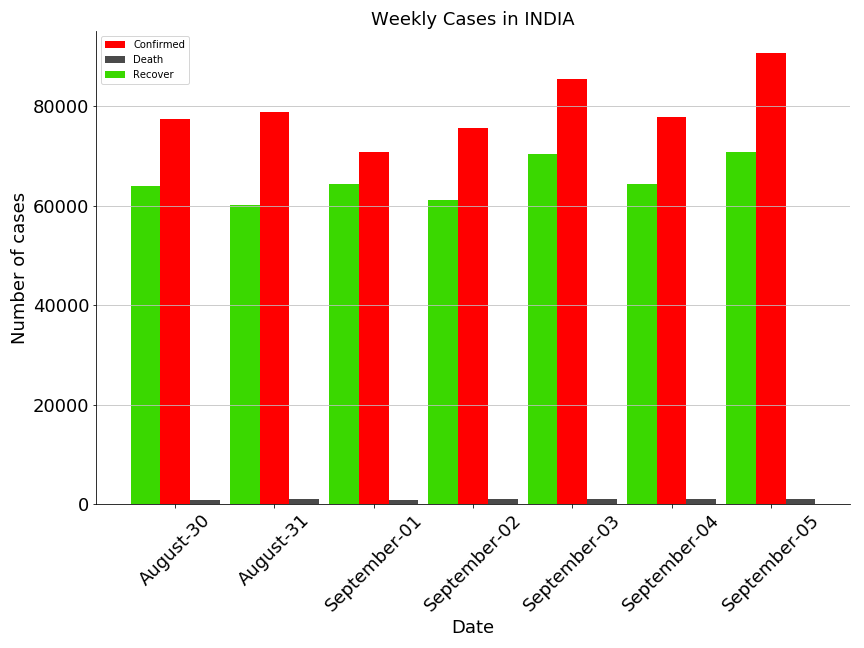 Weekly Cases in INDIA
Confirmed
Death
Recover
Number of cases
80000
60000
40000
20000
0
August-30
August-31
September-01
September-02
September-03
September-04
September-05
Date